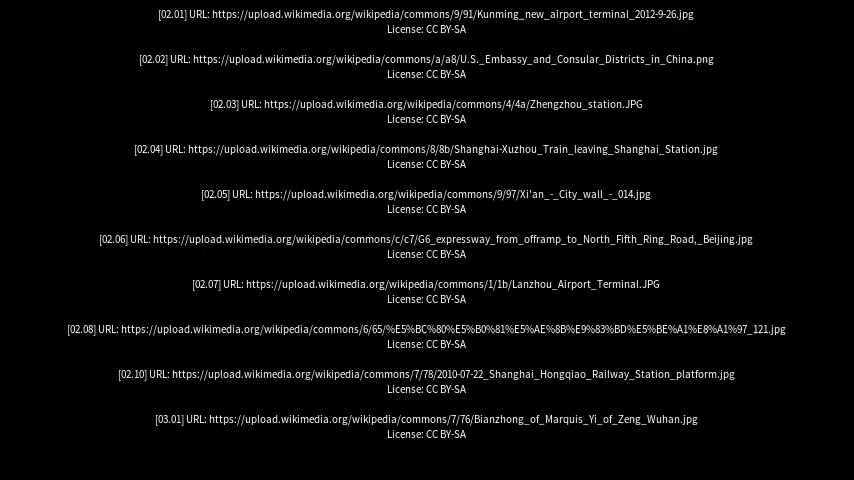 [02.01] URL: https://upload.wikimedia.org/wikipedia/commons/9/91/Kunming_new_airport_terminal_2012-9-26.jpg
License: CC BY-SA
[02.02] URL: https://upload.wikimedia.org/wikipedia/commons/a/a8/U.S._Embassy_and_Consular_Districts_in_China.png
License: CC BY-SA
[02.03] URL: https://upload.wikimedia.org/wikipedia/commons/4/4a/Zhengzhou_station.JPG
License: CC BY-SA
[02.04] URL: https://upload.wikimedia.org/wikipedia/commons/8/8b/Shanghai-Xuzhou_Train_leaving_Shanghai_Station.jpg
License: CC BY-SA
[02.05] URL: https://upload.wikimedia.org/wikipedia/commons/9/97/Xi'an_-_City_wall_-_014.jpg
License: CC BY-SA
[02.06] URL: https://upload.wikimedia.org/wikipedia/commons/c/c7/G6_expressway_from_offramp_to_North_Fifth_Ring_Road,_Beijing.jpg
License: CC BY-SA
[02.07] URL: https://upload.wikimedia.org/wikipedia/commons/1/1b/Lanzhou_Airport_Terminal.JPG
License: CC BY-SA
[02.08] URL: https://upload.wikimedia.org/wikipedia/commons/6/65/%E5%BC%80%E5%B0%81%E5%AE%8B%E9%83%BD%E5%BE%A1%E8%A1%97_121.jpg
License: CC BY-SA
[02.10] URL: https://upload.wikimedia.org/wikipedia/commons/7/78/2010-07-22_Shanghai_Hongqiao_Railway_Station_platform.jpg
License: CC BY-SA
[03.01] URL: https://upload.wikimedia.org/wikipedia/commons/7/76/Bianzhong_of_Marquis_Yi_of_Zeng_Wuhan.jpg
License: CC BY-SA